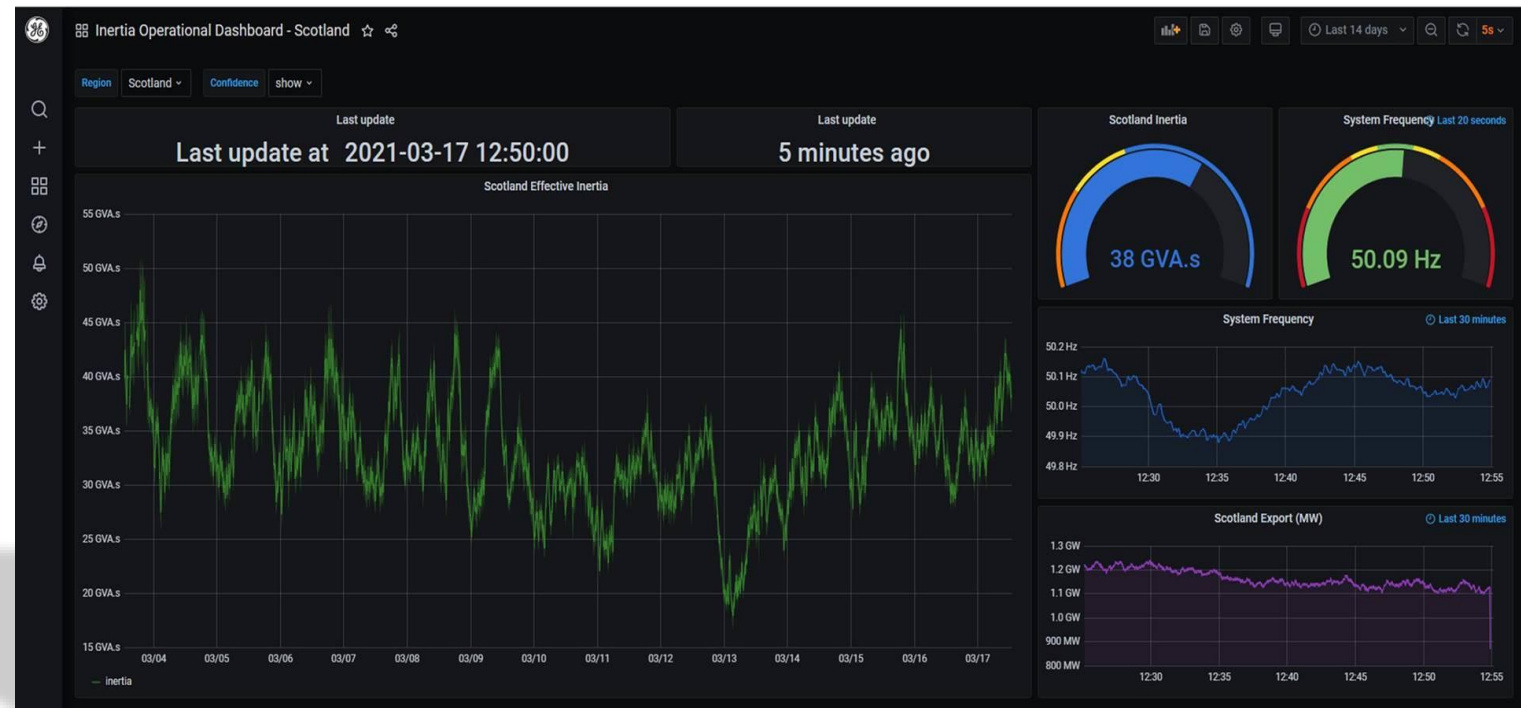 Inertia Operational Dashboard - Scotland
Last 14 days
5s
Region
Scotland
Confidence
show
Last update
Last update at 2021-03-17 12:50:00
Last update
5 minutes ago
Scotland Effective Inertia
55 GVA.s
50 GVA.s
45 GVA.s
40 GVA.s
35 GVA.s
30 GVA.s
25 GVA.s
20 GVA.s
15 GVA.s
03/04 03/05 03/06 03/07 03/08 03/09 03/10 03/11 03/12 03/13 03/14 03/15 03/16 03/17
inertia
Scotland Inertia
38 GVA.s
System Frequency
Last 20 seconds
50.09 Hz
System Frequency
Last 30 minutes
50.2 Hz
50.1 Hz
50.0 Hz
49.9 Hz
49.8 Hz
12:30 12:35 12:40 12:45 12:50 12:55
Scotland Export (MW)
Last 30 minutes
1.3 GW
1.2 GW
1.1 GW
1.0 GW
900 MW
800 MW
12:30 12:35 12:40 12:45 12:50 12:55